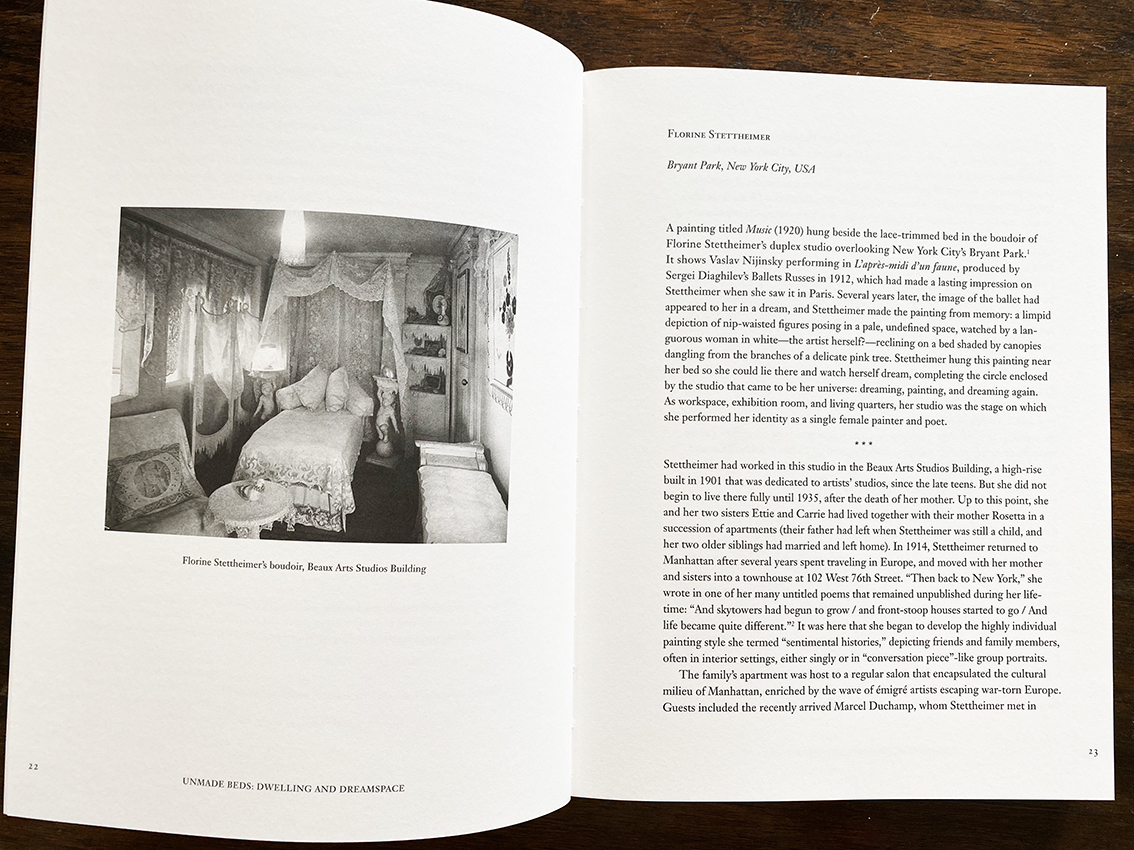 Florine Stettheimer's boudoir, Beaux Arts Studios Building
22
UNMADE BEDS: DWELLING AND DREAMSPACE
Florine Stettheimer
Bryant Park, New York City, USA
A painting titled Music (1920) hung beside the lace-trimmed bed in the boudoir of
Florine Stettheimer's duplex studio overlooking New York City's Bryant Park.¹
It shows Vaslav Nijinsky performing in L'après-midi d'un faune, produced by
Sergei Diaghilev's Ballets Russes in 1912, which had made a lasting impression on
Stettheimer when she saw it in Paris. Several years later, the image of the ballet had
appeared to her in a dream, and Stettheimer made the painting from memory: a limpid
depiction of nip-waisted figures posing in a pale, undefined space, watched by a lan-
guorous woman in white—the artist herself?—reclining on a bed shaded by canopies
dangling from the branches of a delicate pink tree. Stettheimer hung this painting near
her bed so she could lie there and watch herself dream, completing the circle enclosed
by the studio that came to be her universe: dreaming, painting, and dreaming again.
As workspace, exhibition room, and living quarters, her studio was the stage on which
she performed her identity as a single female painter and poet.
***
Stettheimer had worked in this studio in the Beaux Arts Studios Building, a high-rise
built in 1901 that was dedicated to artists' studios, since the late teens. But she did not
begin to live there fully until 1935, after the death of her mother. Up to this point, she
and her two sisters Ettie and Carrie had lived together with their mother Rosetta in a
succession of apartments (their father had left when Stettheimer was still a child, and
her two older siblings had married and left home). In 1914, Stettheimer returned to
Manhattan after several years spent traveling in Europe, and moved with her mother
and sisters into a townhouse at 102 West 76th Street. "Then back to New York," she
wrote in one of her many untitled poems that remained unpublished during her life-
time: "And skytowers had begun to grow / and front-stoop houses started to go / And
life became quite different."² It was here that she began to develop the highly individual
painting style she termed "sentimental histories," depicting friends and family members,
often in interior settings, either singly or in "conversation piece"-like group portraits.
The family's apartment was host to a regular salon that encapsulated the cultural
milieu of Manhattan, enriched by the wave of émigré artists escaping war-torn Europe.
Guests included the recently arrived Marcel Duchamp, whom Stettheimer met in
23